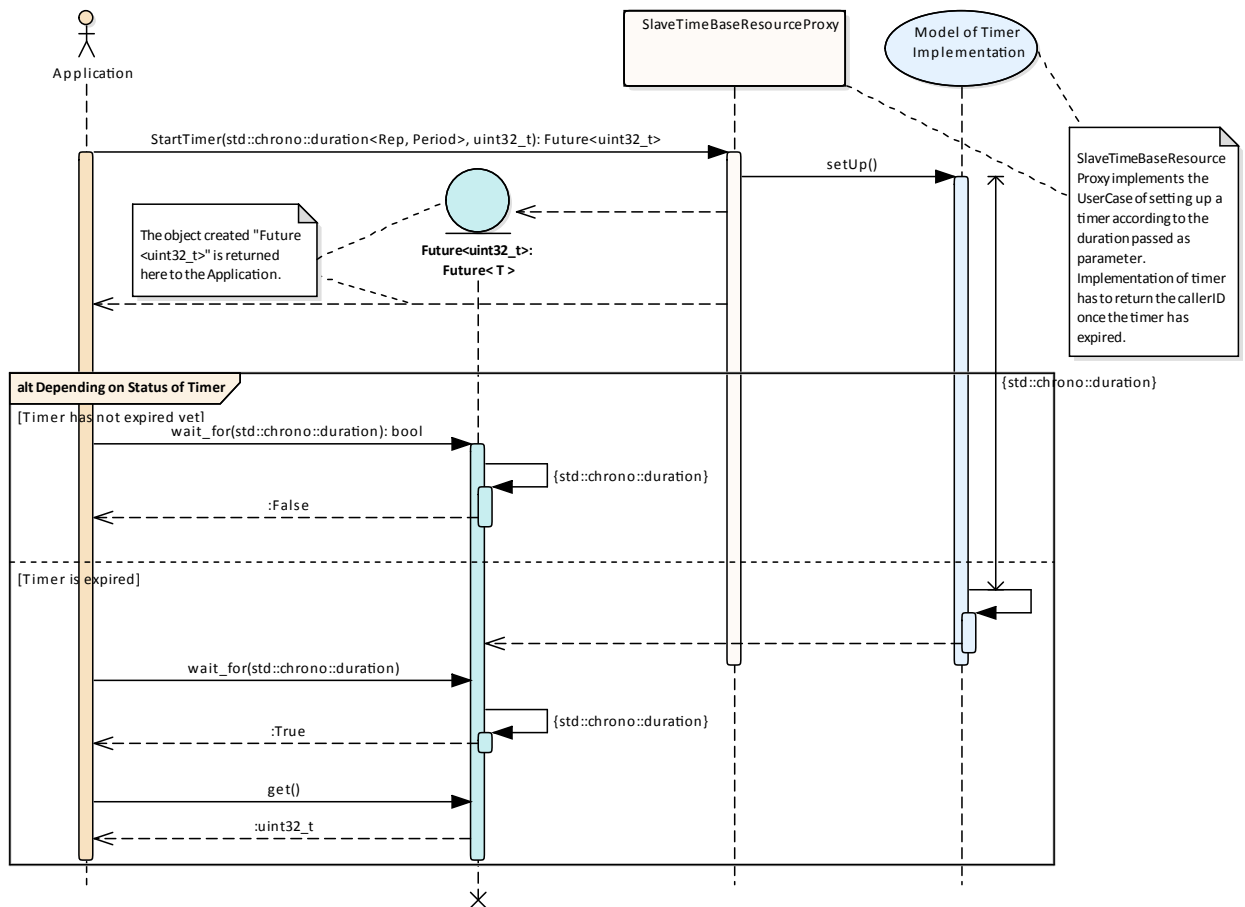 SlaveTimeBaseResourceProxy
Model of Timer
Implementation
Application
StartTimer(std::chrono::duration<Rep, Period>, uint32_t): Future<uint32_t>
setUp()
SlaveTimeBaseResource
Proxy implements the
UserCase of setting up a
timer according to the
duration passed as
parameter.
Implementation of timer
has to return the callerID
once the timer has
expired.
The object created "Future
<uint32_t>" is returned
here to the Application.
Future<uint32_t>:
Future< T >
alt Depending on Status of Timer
{std::chrono::duration}
[Timer has not expired yet]
wait_for(std::chrono::duration): bool
{std::chrono::duration}
:False
[Timer is expired]
wait_for(std::chrono::duration)
{std::chrono::duration}
:True
get()
:uint32_t